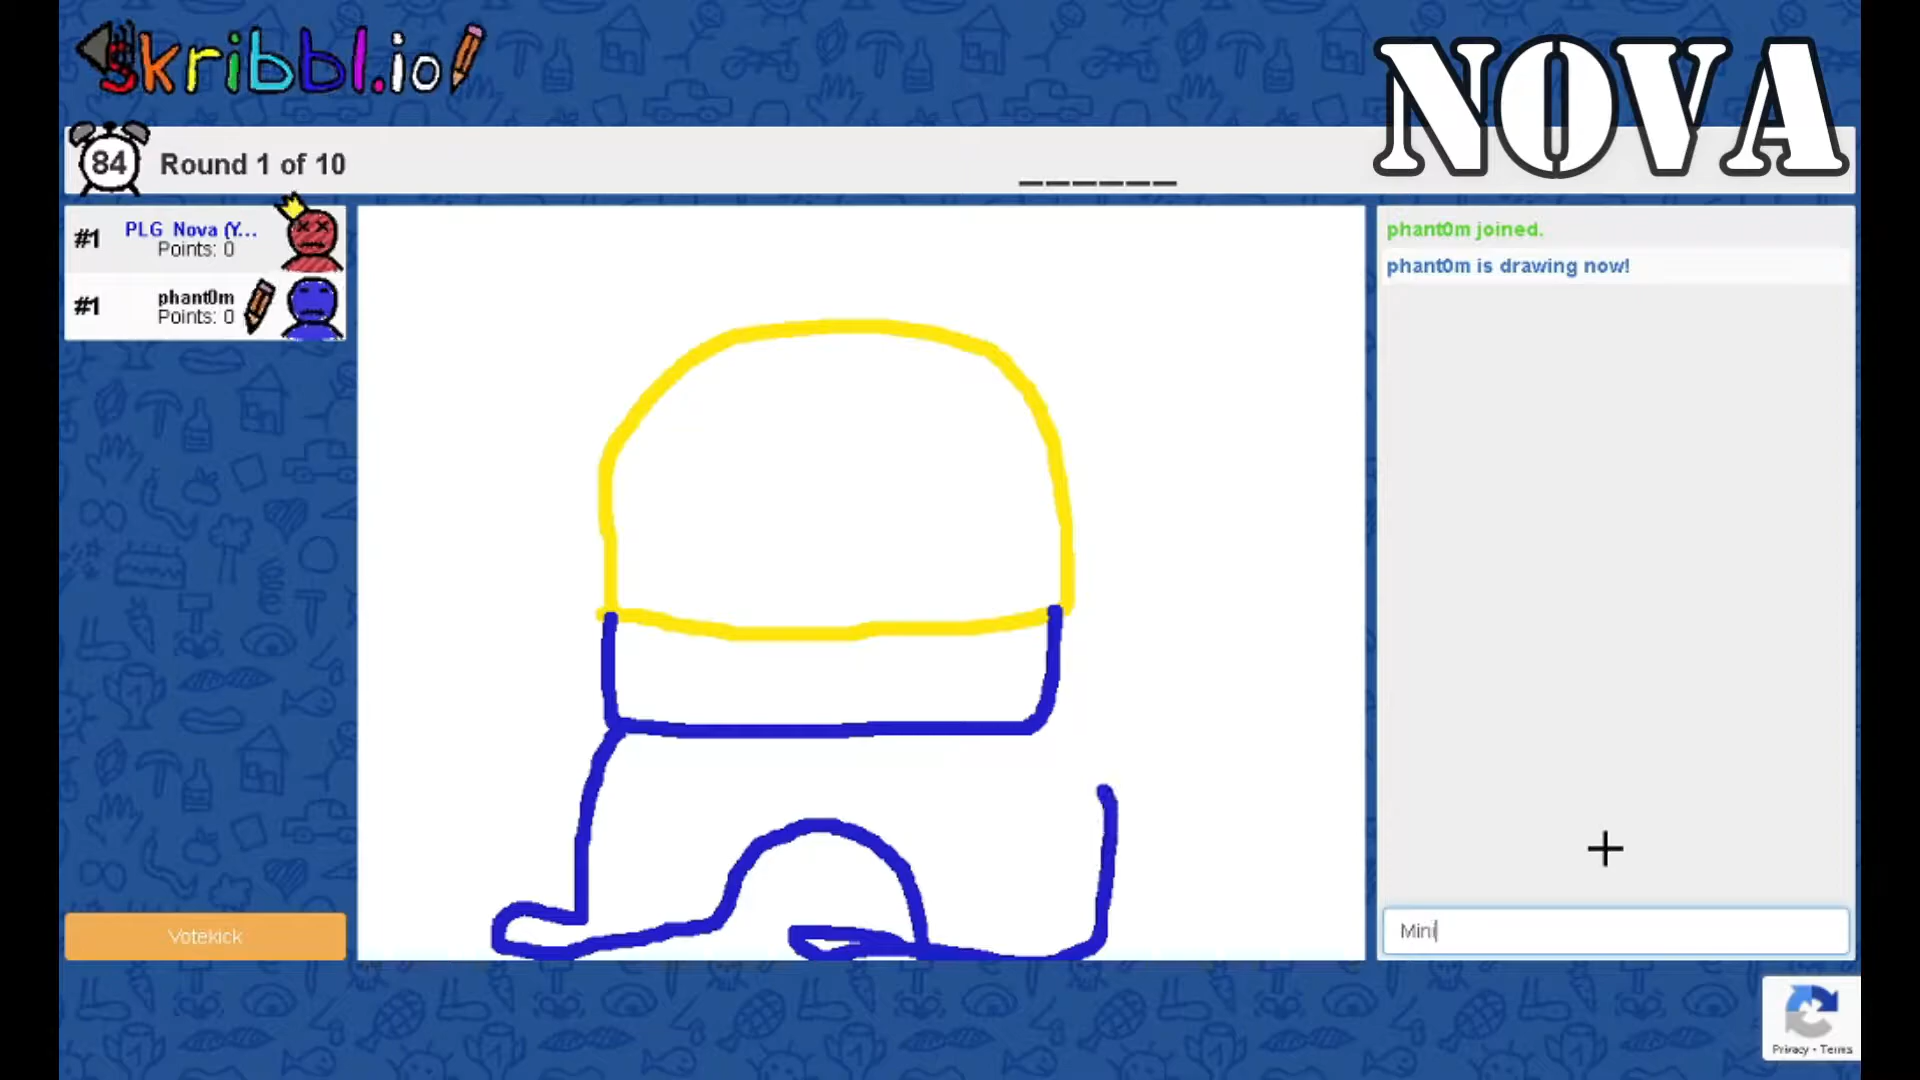 skribbl.io
NOVA
84
Round 1 of 10
______
#1
PLG Nova (Y...
Points: 0
#1
phant0m
Points: 0
phant0m joined.
phant0m is drawing now!
Votekick
Mini
Privacy - Terms